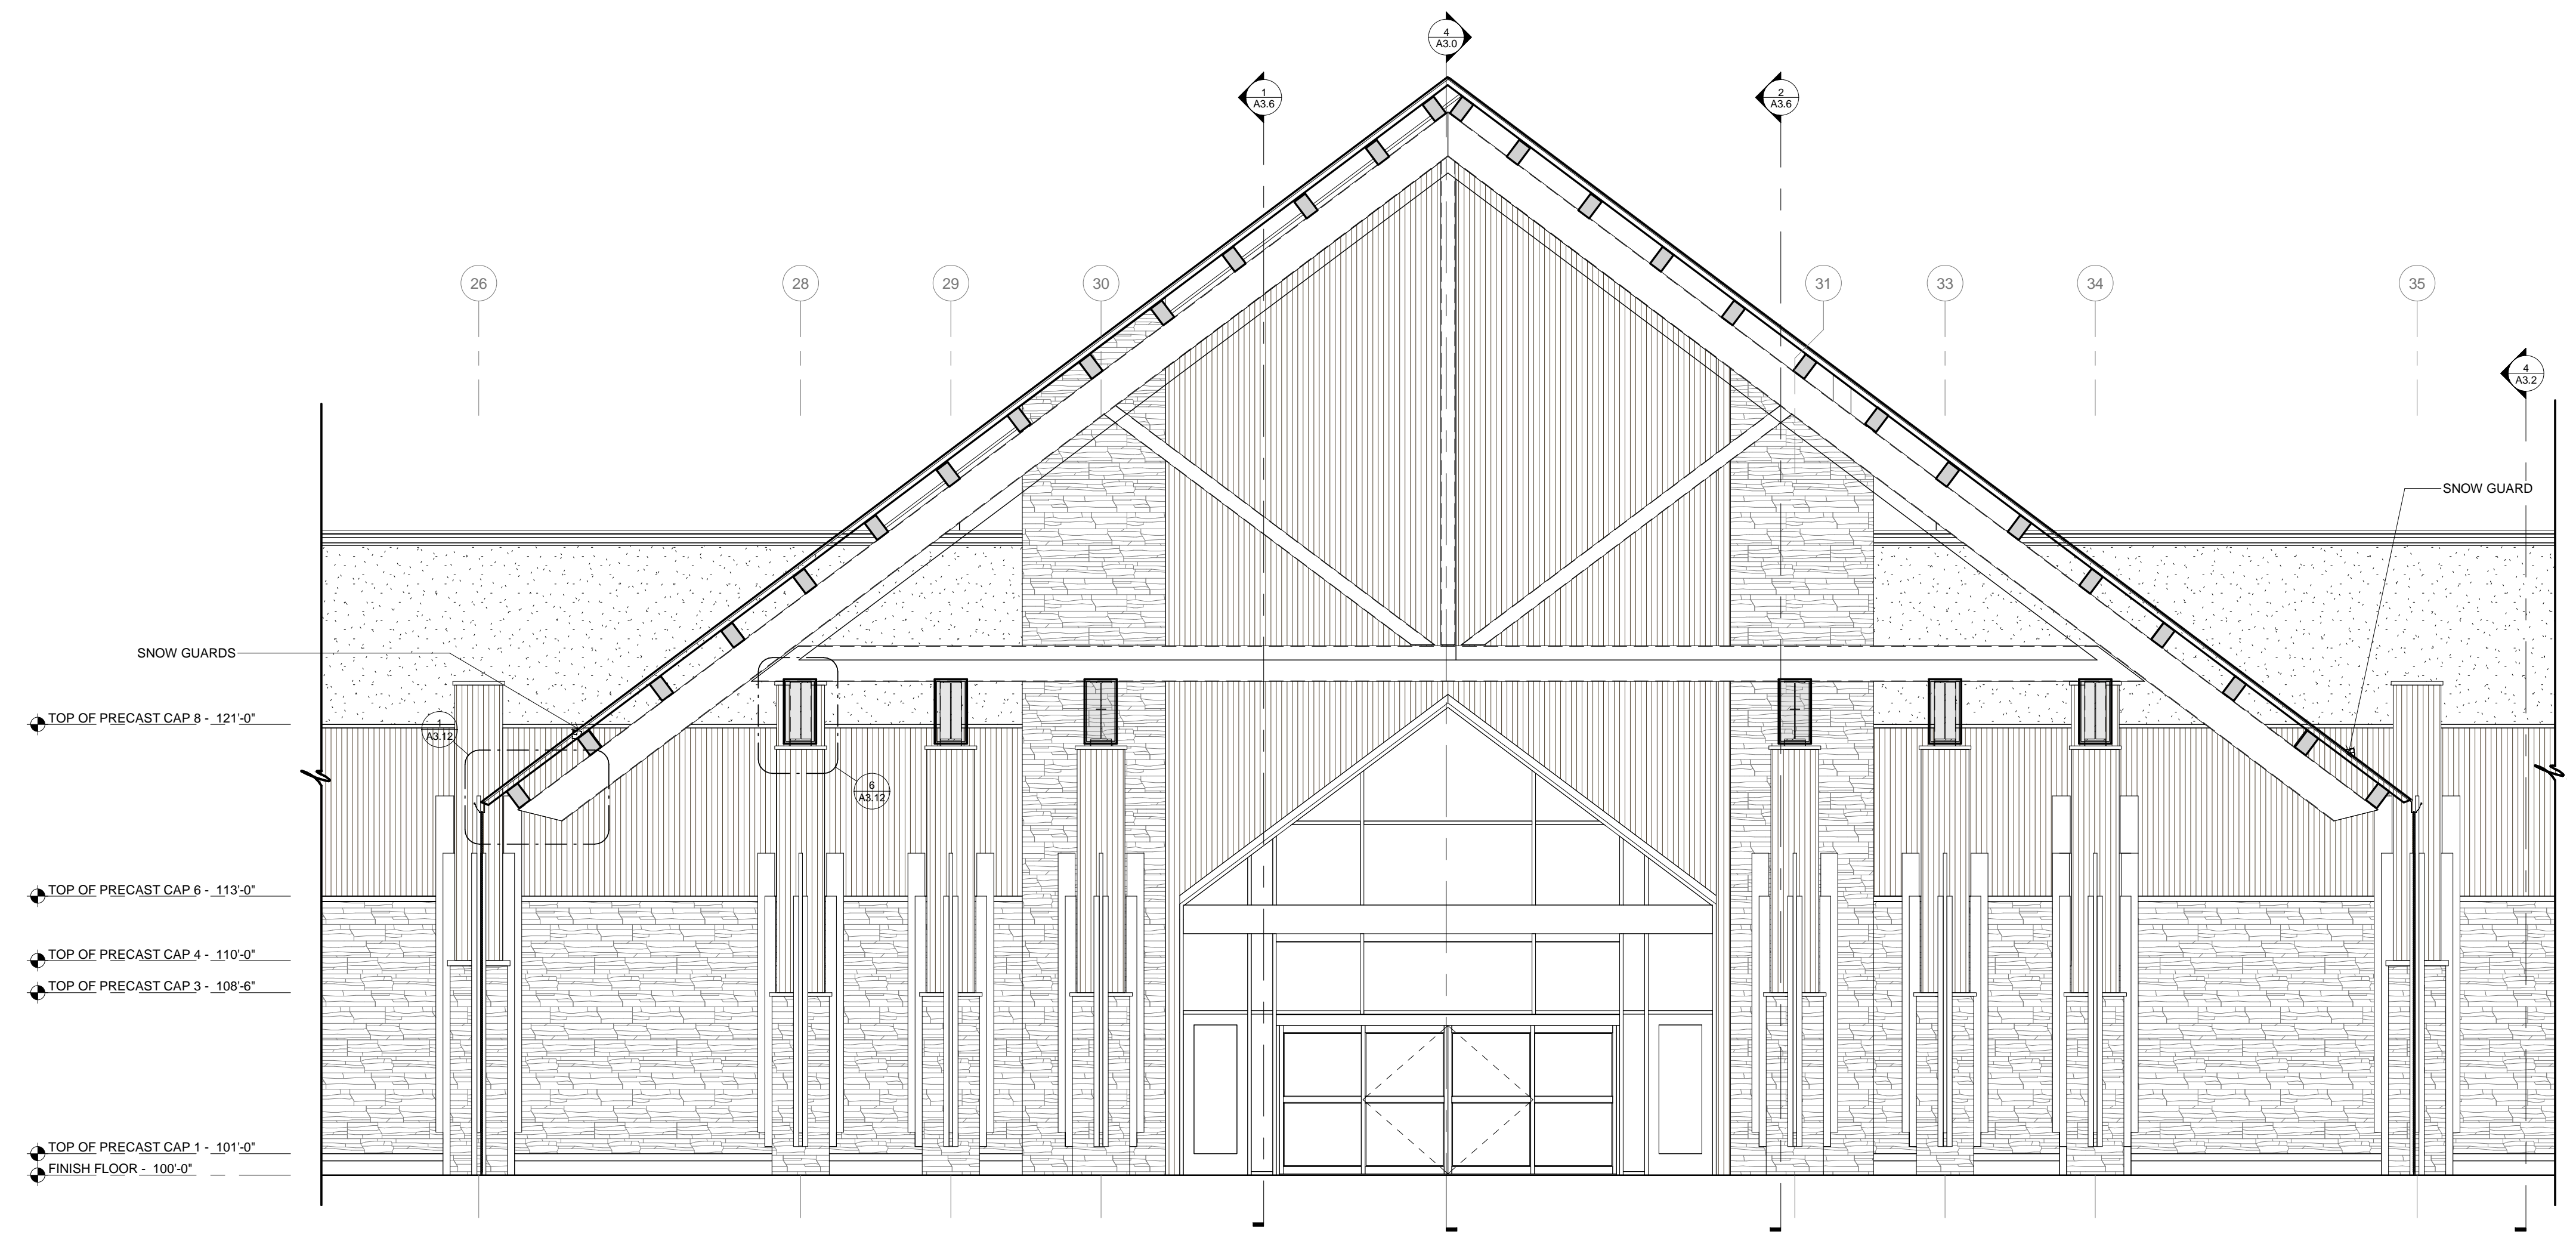 4
A3.0
1
A3.6
2
A3.6
26
28
29
30
31
33
34
35
4
A3.2
SNOW GUARD
SNOW GUARDS
TOP OF PRECAST CAP 8 - 121'-0"
1
A3.12
6
A3.12
TOP OF PRECAST CAP 6 - 113'-0"
TOP OF PRECAST CAP 4 - 110'-0"
TOP OF PRECAST CAP 3 - 108'-6"
TOP OF PRECAST CAP 1 - 101'-0"
FINISH FLOOR - 100'-0"